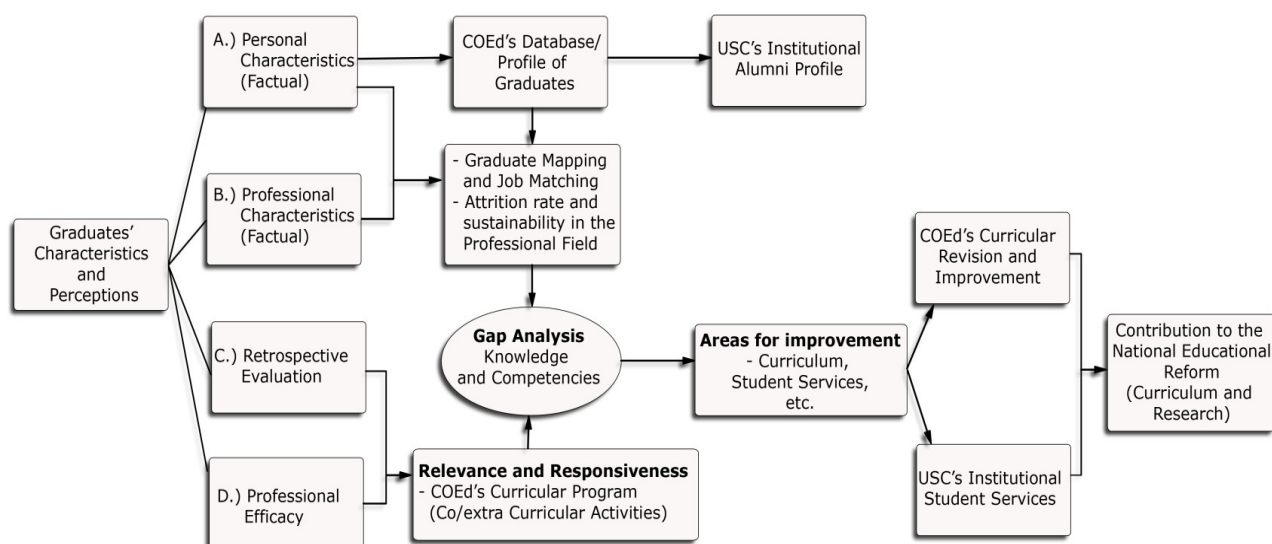 A.) Personal
Characteristics
(Factual)
COEd's Database/
Profile of
Graduates
USC's Institutional
Alumni Profile
- Graduate Mapping
and Job Matching
- Attrition rate and
sustainability in the
Professional Field
B.) Professional
Characteristics
(Factual)
Graduates'
Characteristics
and
Perceptions
COEd's Curricular
Revision and
Improvement
Gap Analysis
Knowledge
and Competencies
Areas for improvement
- Curriculum,
Student Services,
etc.
Contribution to the
National Educational
Reform
(Curriculum and
Research)
C.) Retrospective
Evaluation
Relevance and Responsiveness
- COEd's Curricular Program
(Co/extra Curricular Activities)
USC's Institutional
Student Services
D.) Professional
Efficacy